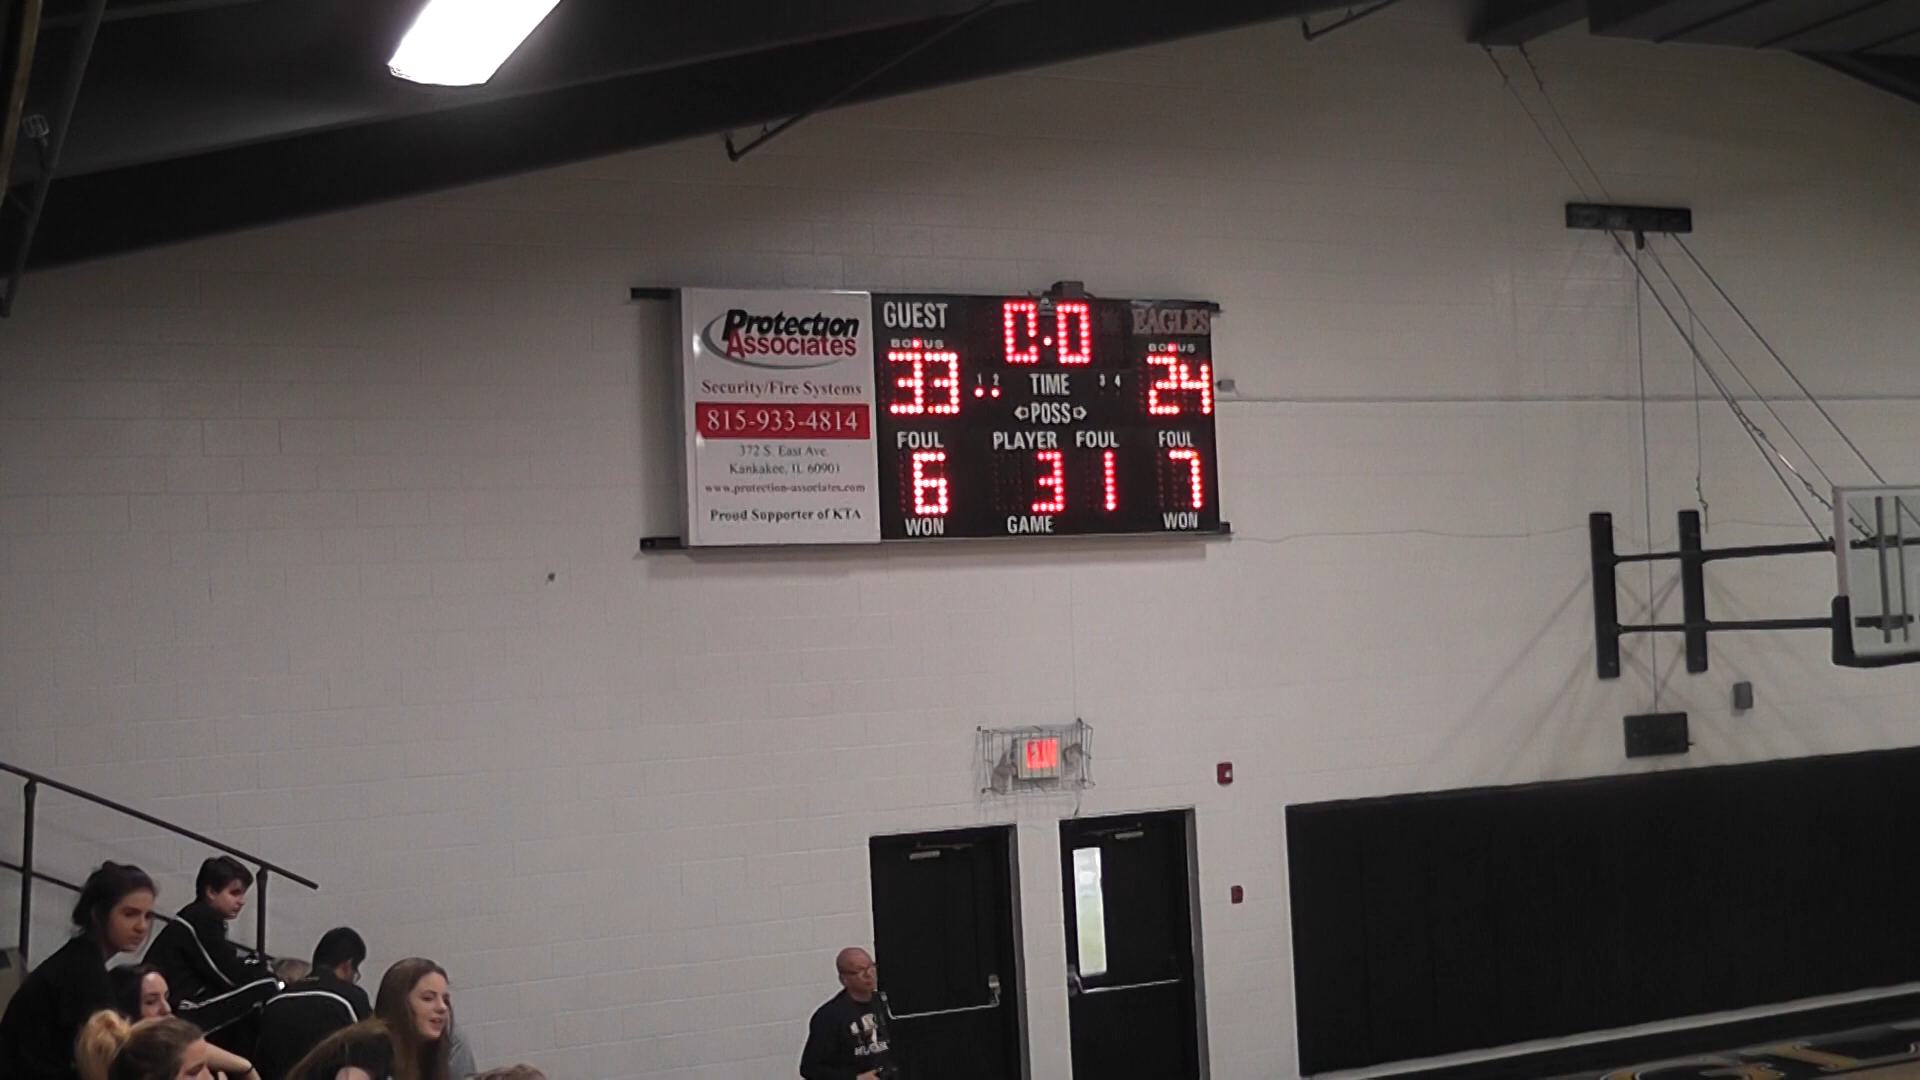 Protection
Associates
Security/Fire Systems
815-933-4814
372 S. East Ave.
Kankakee, IL 60901
www.protection-associates.com
Proud Supporter of KTA
GUEST 0.0 EAGLES
BONUS BONUS
33 1 2 TIME 3 4 24
POSS
FOUL PLAYER FOUL FOUL
6 3 1 7
WON GAME WON
EXIT